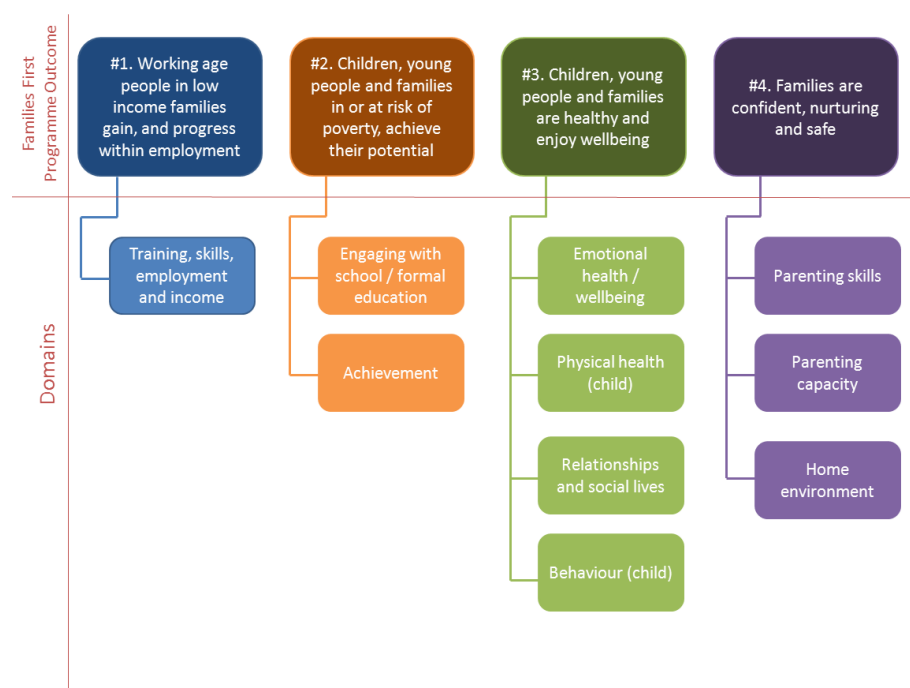 Families First
Programme Outcome
#1. Working age
people in low
income families
gain, and progress
within employment
#2. Children, young
people and families
in or at risk of
poverty, achieve
their potential
#3. Children, young
people and families
are healthy and
enjoy wellbeing
#4. Families are
confident, nurturing
and safe
Domains
Training, skills,
employment
and income
Engaging with
school / formal
education
Achievement
Emotional
health /
wellbeing
Physical health
(child)
Relationships
and social lives
Behaviour (child)
Parenting skills
Parenting
capacity
Home
environment